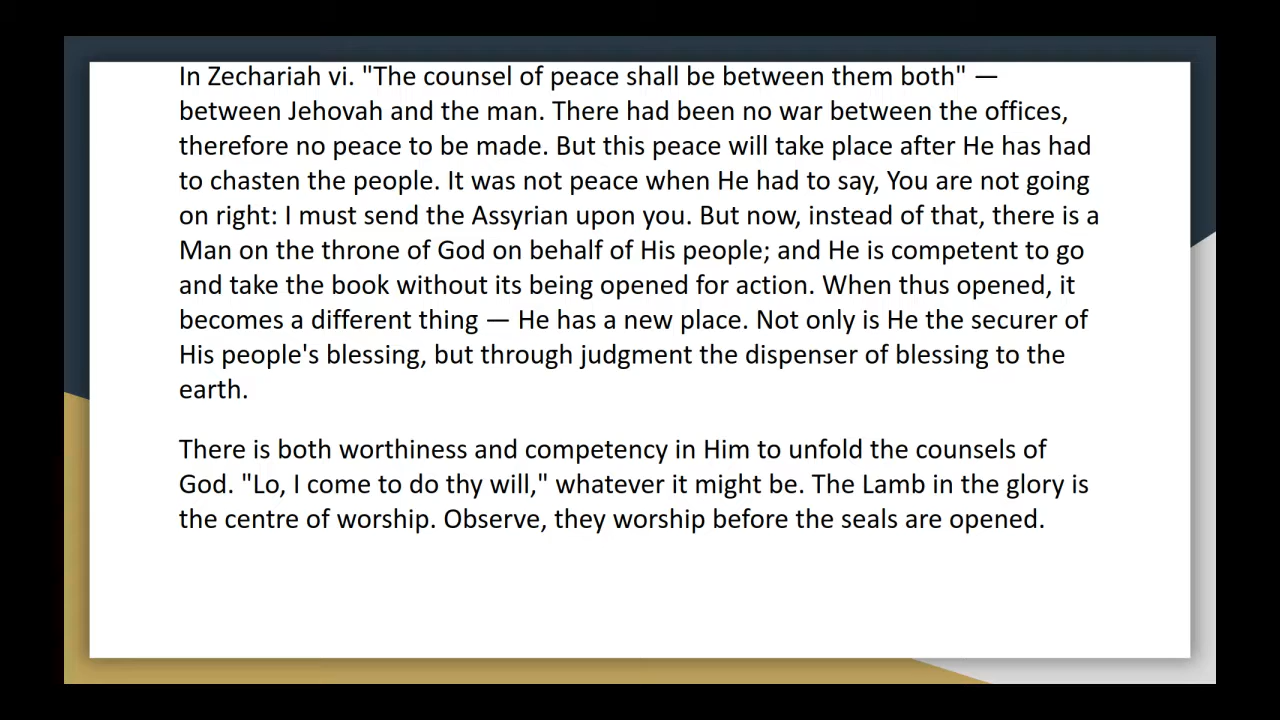 In Zechariah vi. "The counsel of peace shall be between them both" —
between Jehovah and the man. There had been no war between the offices,
therefore no peace to be made. But this peace will take place after He has had
to chasten the people. It was not peace when He had to say, You are not going
on right: I must send the Assyrian upon you. But now, instead of that, there is a
Man on the throne of God on behalf of His people; and He is competent to go
and take the book without its being opened for action. When thus opened, it
becomes a different thing — He has a new place. Not only is He the securer of
His people's blessing, but through judgment the dispenser of blessing to the
earth.
There is both worthiness and competency in Him to unfold the counsels of
God. "Lo, I come to do thy will," whatever it might be. The Lamb in the glory is
the centre of worship. Observe, they worship before the seals are opened.